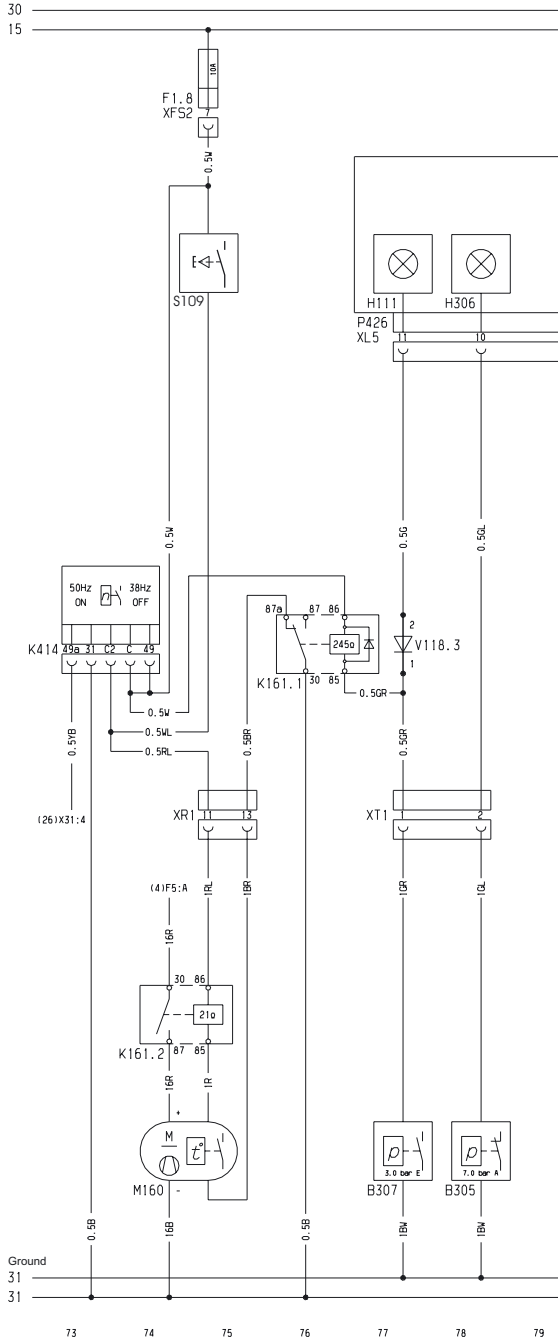 30
15
10A
F1.8
XFS2 7
0.5W
S109
H111 H306
P426
XL5 11 10
0.5W
0.5G
0.5GL
50Hz 38Hz
ON n OFF
K414 49a 31 C2 C 49
87a 87 86
245Ω
K161.1 30 85
2
V118.3
1
0.5GR
0.5W
0.5WL
0.5RL
0.5YB
0.5BR
0.5GR
(26)X31:4
XR1 11 13
XT1 1 2
(4)F5:A
1RL
1BR
1GR
1GL
16R
30 86
21Ω
K161.2 87 85
16R
1R
+
M
t°
M160 -
p
3.0 bar E
B307
p
7.0 bar A
B305
0.5B
16B
0.5B
1BW
1BW
Ground
31
31
73 74 75 76 77 78 79